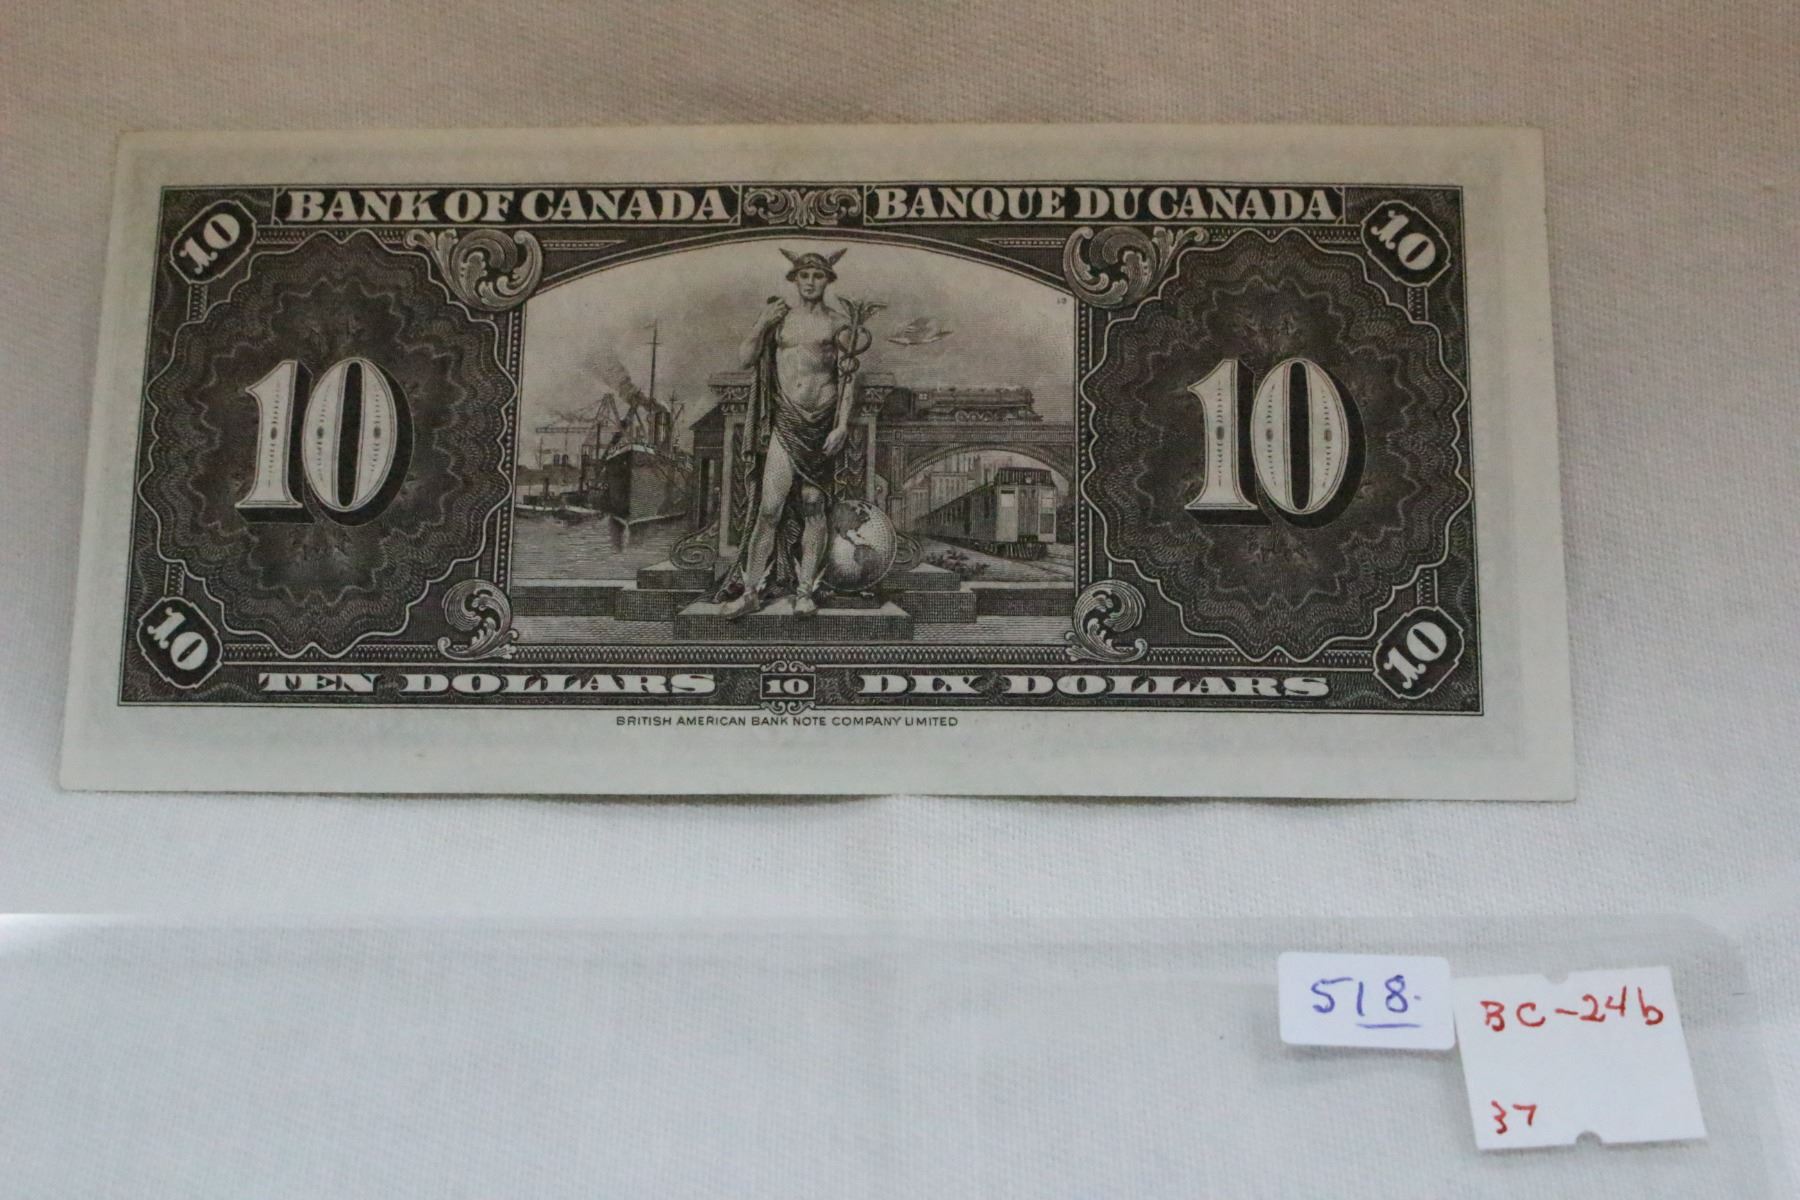 BANK OF CANADA BANQUE DU CANADA
10 10
10 10
10 10
TEN DOLLARS 10 DIX DOLLARS
BRITISH AMERICAN BANK NOTE COMPANY LIMITED
518.
BC-24b
37